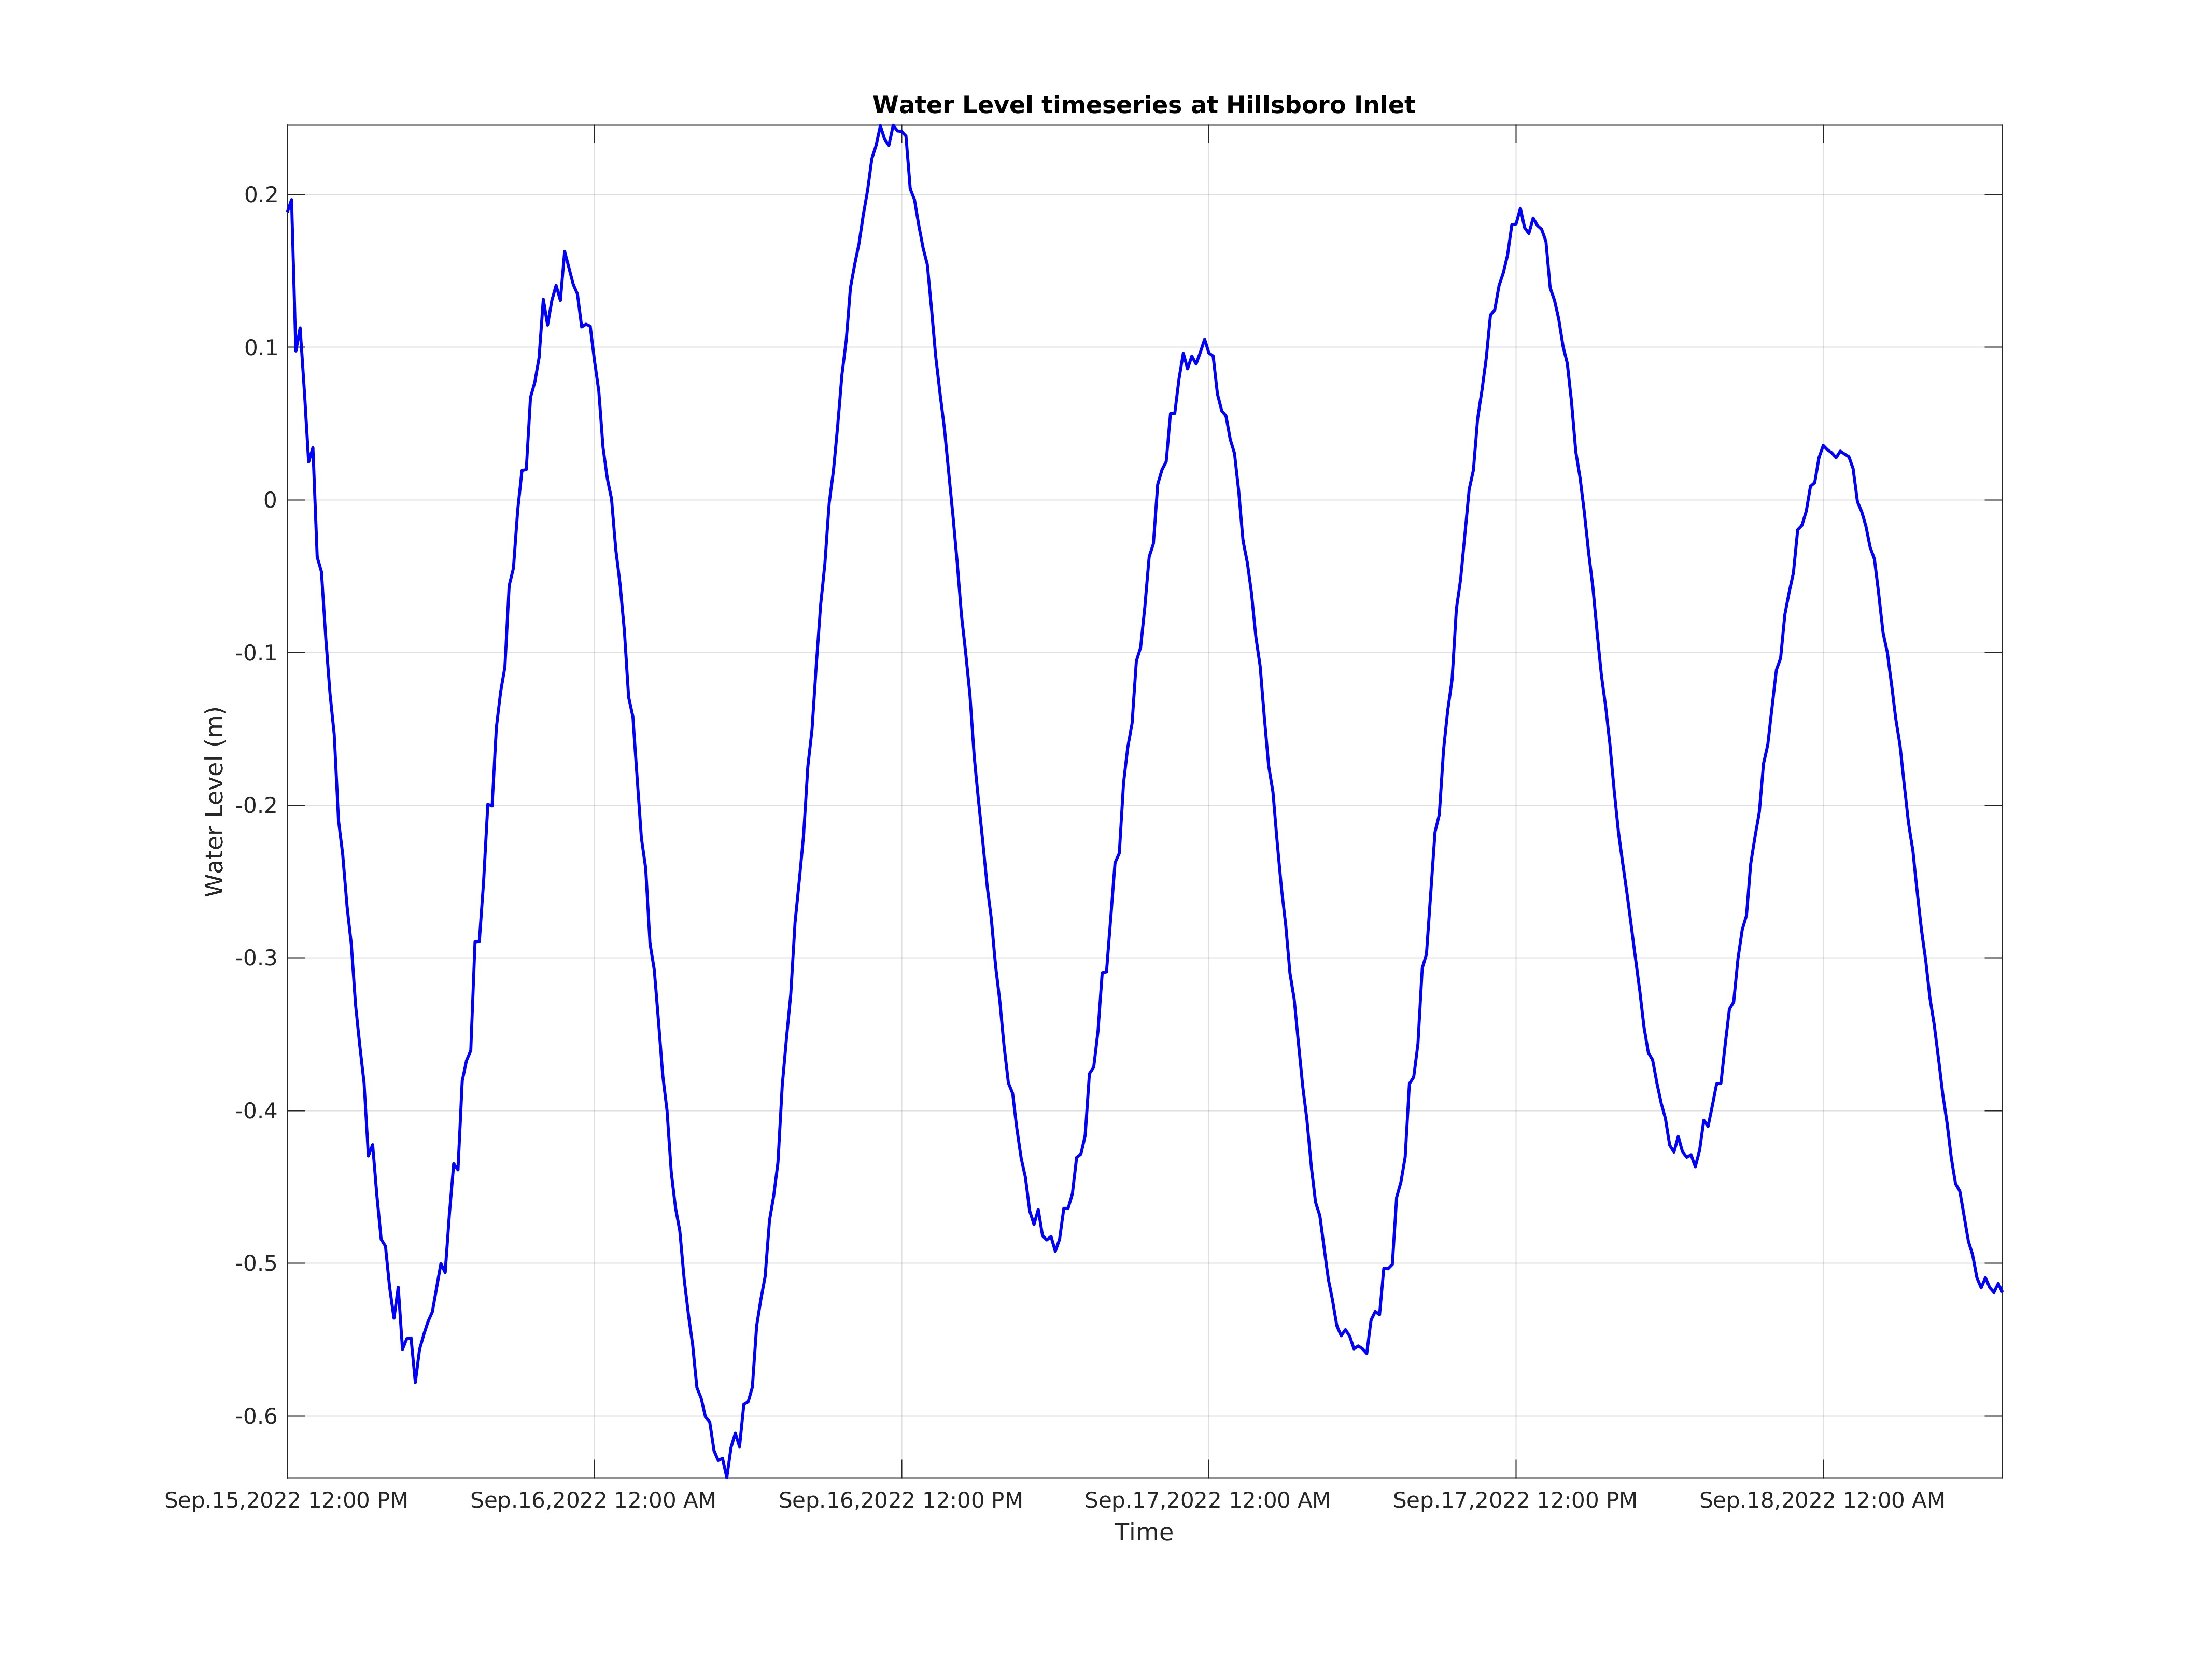 Water Level timeseries at Hillsboro Inlet
0.2
0.1
0
-0.1
-0.2
-0.3
-0.4
-0.5
-0.6
Water Level (m)
Sep.15,2022 12:00 PM Sep.16,2022 12:00 AM Sep.16,2022 12:00 PM Sep.17,2022 12:00 AM Sep.17,2022 12:00 PM Sep.18,2022 12:00 AM
Time